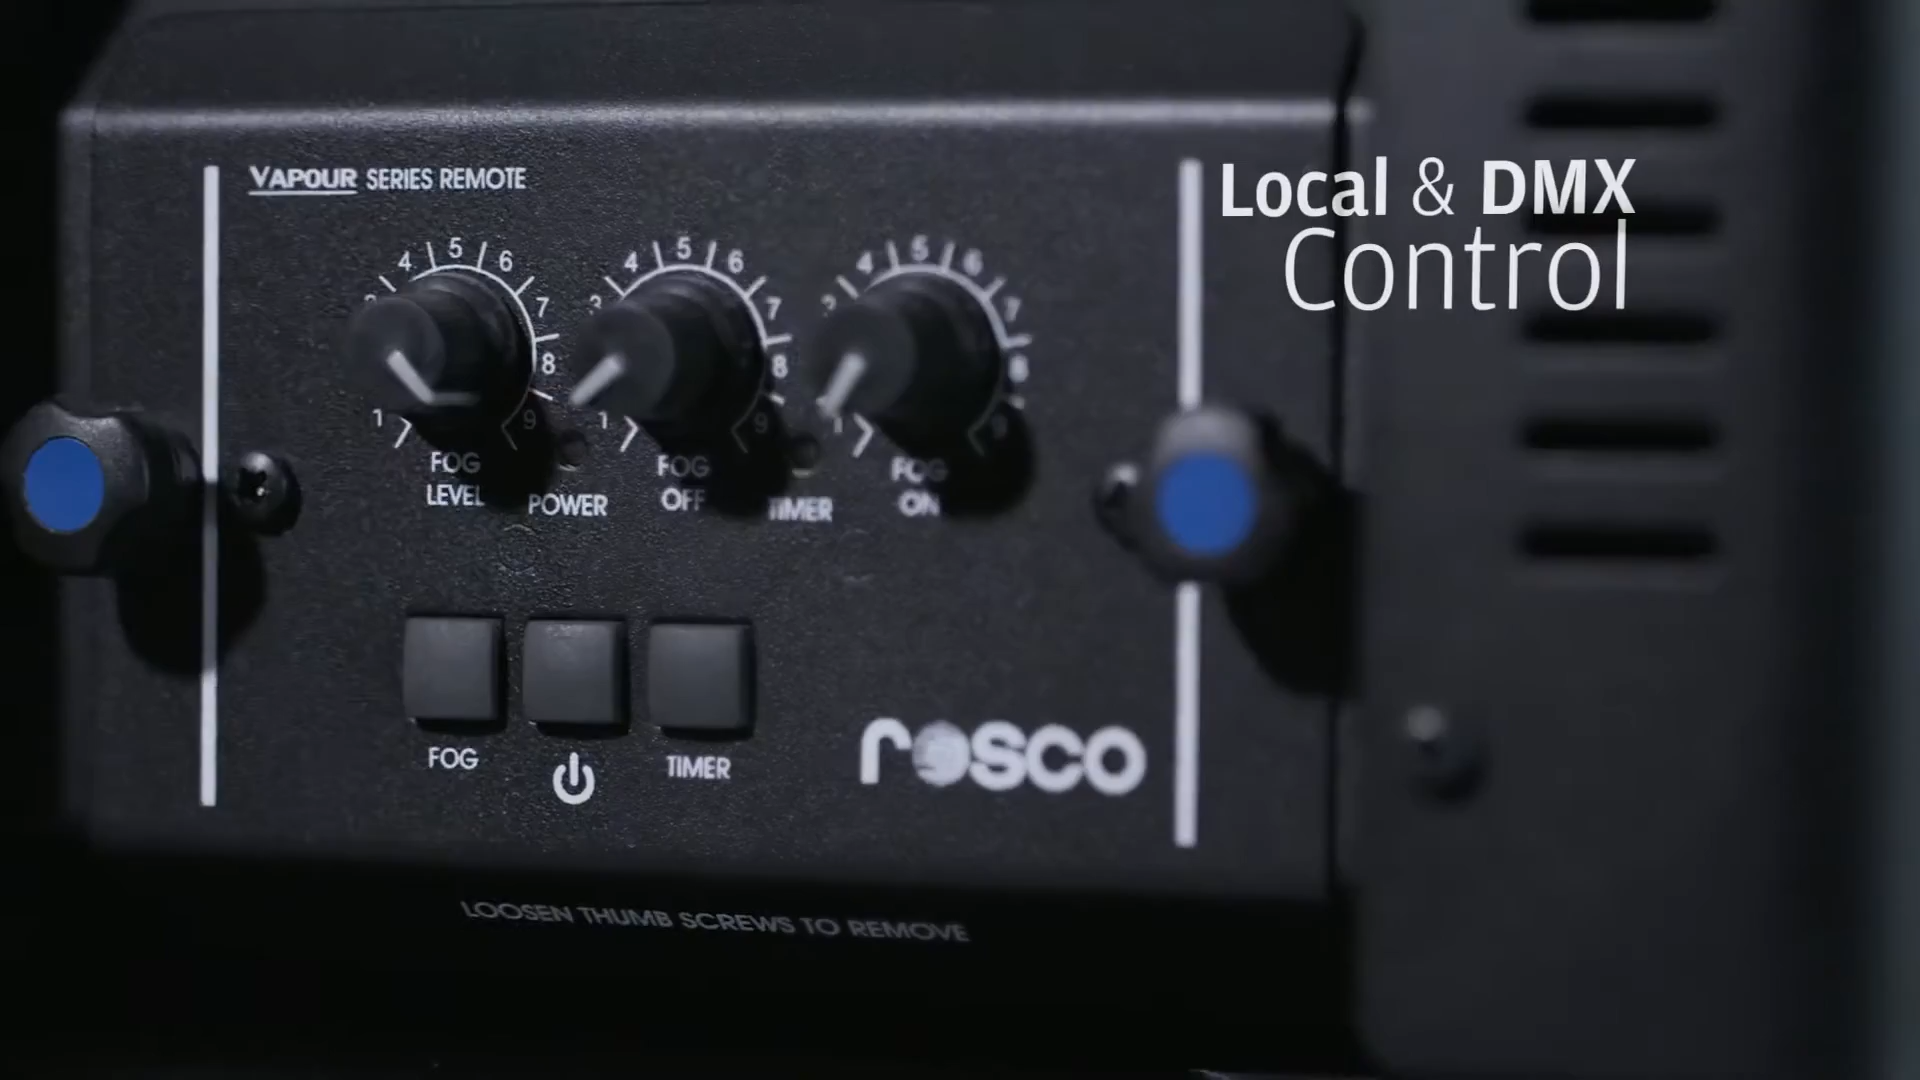 VAPOUR SERIES REMOTE
Local & DMX
Control
4 5 6 7 8 9
1
3 4 5 6 7 8 9
1
4 5 6 7 8 9
1
FOG
LEVEL
POWER
FOG
OFF
TIMER
FOG
ON
FOG
TIMER
rosco
LOOSEN THUMB SCREWS TO REMOVE